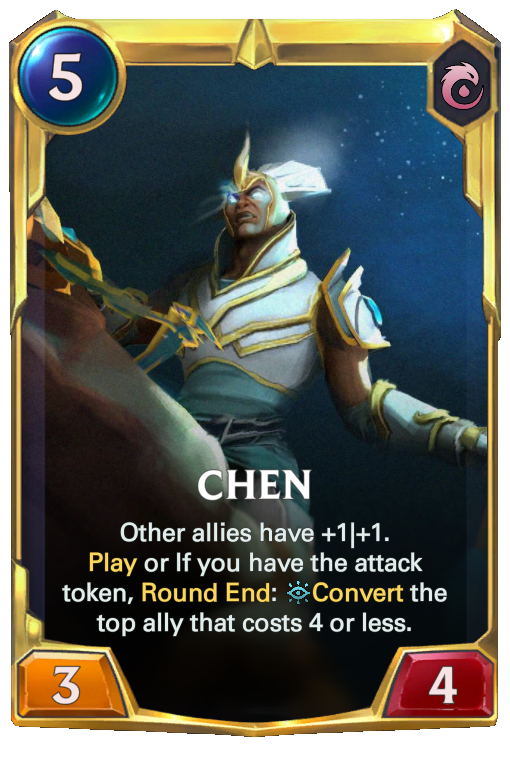 5
CHEN
Other allies have +1|+1.
Play or If you have the attack
token, Round End: Convert the
top ally that costs 4 or less.
3
4